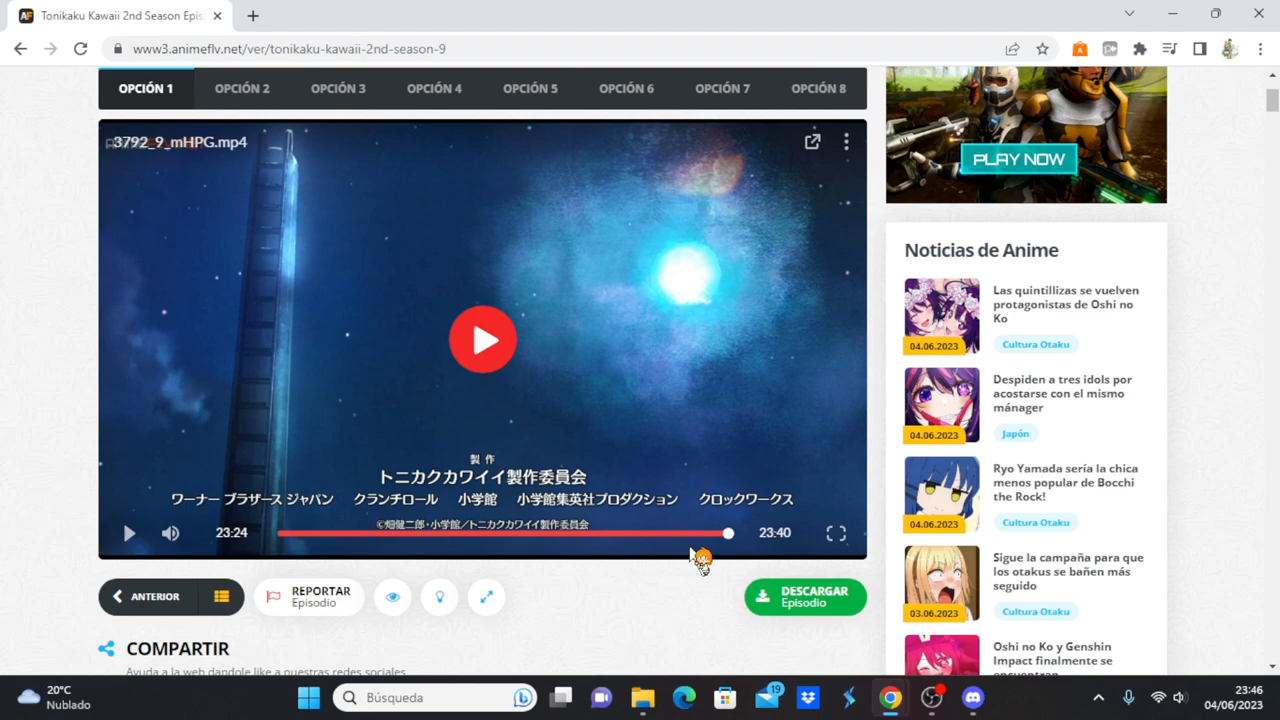 Tonikaku Kawaii 2nd Season Epis
www3.animeflv.net/ver/tonikaku-kawaii-2nd-season-9
OPCIÓN 1
OPCIÓN 2
OPCIÓN 3
OPCIÓN 4
OPCIÓN 5
OPCIÓN 6
OPCIÓN 7
OPCIÓN 8
3792_9_mHPG.mp4
製作
トニカクカワイイ製作委員会
ワーナー ブラザース ジャパン クランチロール 小学館 小学館集英社プロダクション クロックワークス
©畑健二郎・小学館/トニカクカワイイ製作委員会
23:24
23:40
ANTERIOR
REPORTAR
Episodio
DESCARGAR
Episodio
COMPARTIR
Ayuda a la web dandole like a nuestras redes sociales
PLAY NOW
Noticias de Anime
Las quintillizas se vuelven
protagonistas de Oshi no
Ko
04.06.2023
Cultura Otaku
Despiden a tres idols por
acostarse con el mismo
mánager
04.06.2023
Japón
Ryo Yamada sería la chica
menos popular de Bocchi
the Rock!
04.06.2023
Cultura Otaku
Sigue la campaña para que
los otakus se bañen más
seguido
03.06.2023
Cultura Otaku
Oshi no Ko y Genshin
Impact finalmente se
encuentran
20°C
Nublado
Búsqueda
19
23:46
04/06/2023